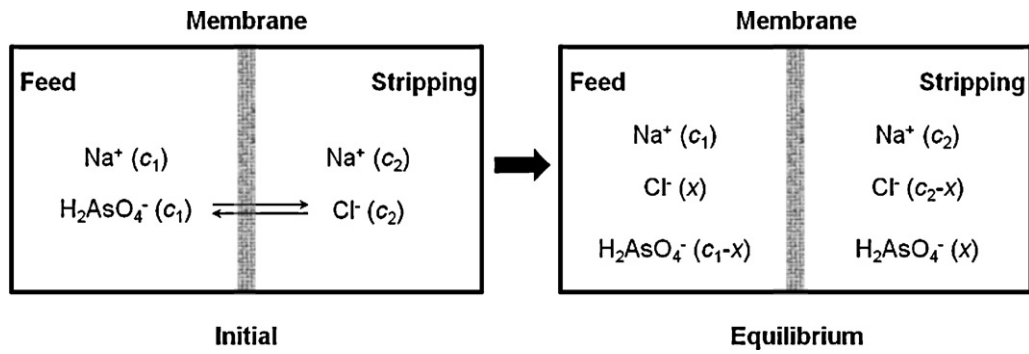 Membrane
Feed
Stripping
Na⁺ (c₁)
Na⁺ (c₂)
H₂AsO₄⁻ (c₁)
Cl⁻ (c₂)
Initial
Membrane
Feed
Stripping
Na⁺ (c₁)
Na⁺ (c₂)
Cl⁻ (x)
Cl⁻ (c₂-x)
H₂AsO₄⁻ (c₁-x)
H₂AsO₄⁻ (x)
Equilibrium